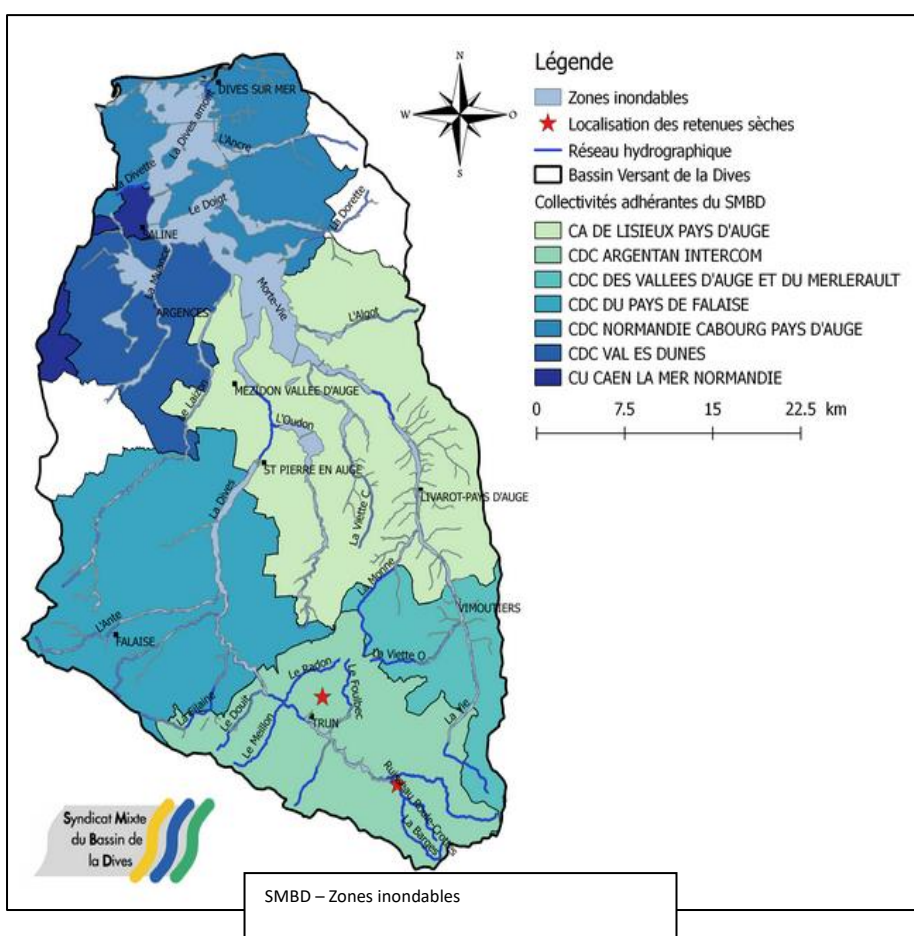 N
W
O
S
DIVES SUR MER
La Dives amont
L'Ancre
La Divette
Le Doigt
La Dorette
SALINE
La Muance
ARGENCES
Morte-Vie
L'Algot
Le Laizon
MEZIDON VALLEE D'AUGE
L'Oudon
ST PIERRE EN AUGE
La Dives
La Viette C
LIVAROT-PAYS D'AUGE
La Monne
VIMOUTIERS
L'Ante
FALAISE
La Viette O
Le Radon
Le Foulbec
La Filaine
Le Douit
Le Meillon
TRUN
La Vie
La Barges
Légende
Zones inondables
Localisation des retenues sèches
Réseau hydrographique
Bassin Versant de la Dives
Collectivités adhérantes du SMBD
CA DE LISIEUX PAYS D'AUGE
CDC ARGENTAN INTERCOM
CDC DES VALLEES D'AUGE ET DU MERLERAULT
CDC DU PAYS DE FALAISE
CDC NORMANDIE CABOURG PAYS D'AUGE
CDC VAL ES DUNES
CU CAEN LA MER NORMANDIE
0 7.5 15 22.5 km
Syndicat Mixte
du Bassin de
la Dives
SMBD – Zones inondables